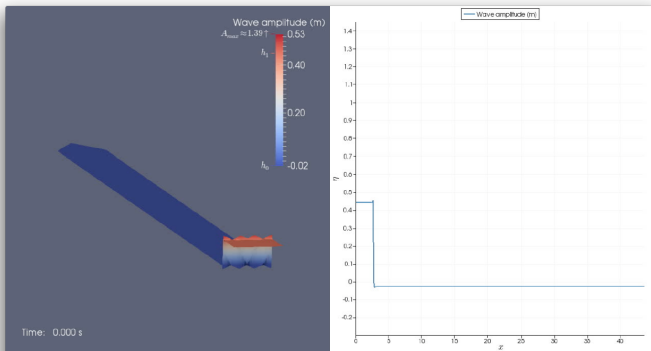 Wave amplitude (m)
A_max ≈ 1.39↑
0.53
h_1
0.40
0.20
h_0
-0.02
Time: 0.000 s
Wave amplitude (m)
1.4
1.3
1.2
1.1
1
0.9
0.8
0.7
0.6
0.5
η
0.4
0.3
0.2
0.1
0
-0.1
-0.2
0 5 10 15 20 25 30 35 40
x